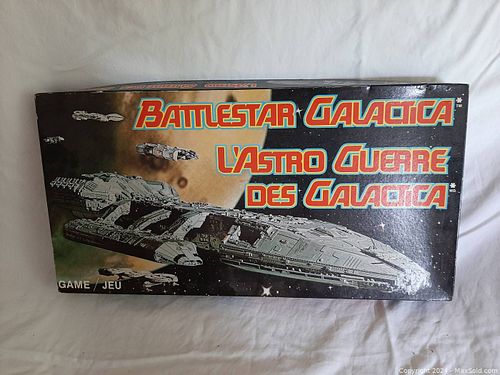 BATTLESTAR GALACTICA
L'ASTRO GUERRE
DES GALACTICA
GAME / JEU
Copyright 2024 - MaxSold.com